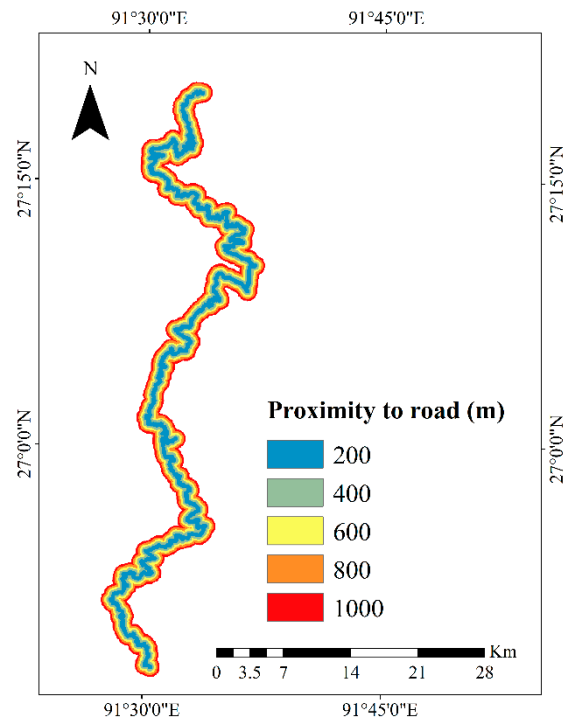 91°30'0"E 91°45'0"E
N
27°15'0"N 27°15'0"N
Proximity to road (m)
200
27°0'0"N 27°0'0"N
400
600
800
1000
Km
0 3.5 7 14 21 28
91°30'0"E 91°45'0"E